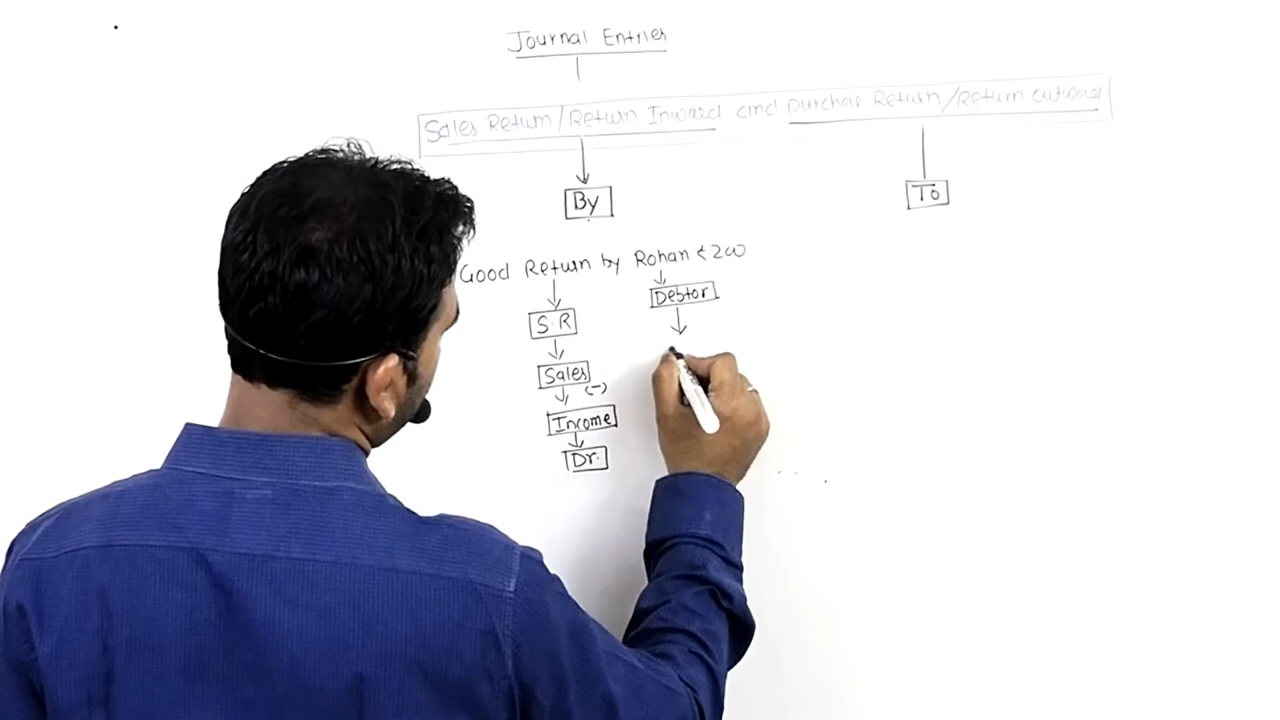 Journal Entries
Sales Return/Return Inward and Purchase Return/Return outward
By
To
Good Return by Rohan ₹200
Debtor
S.R
Sales
(-)
Income
Dr.